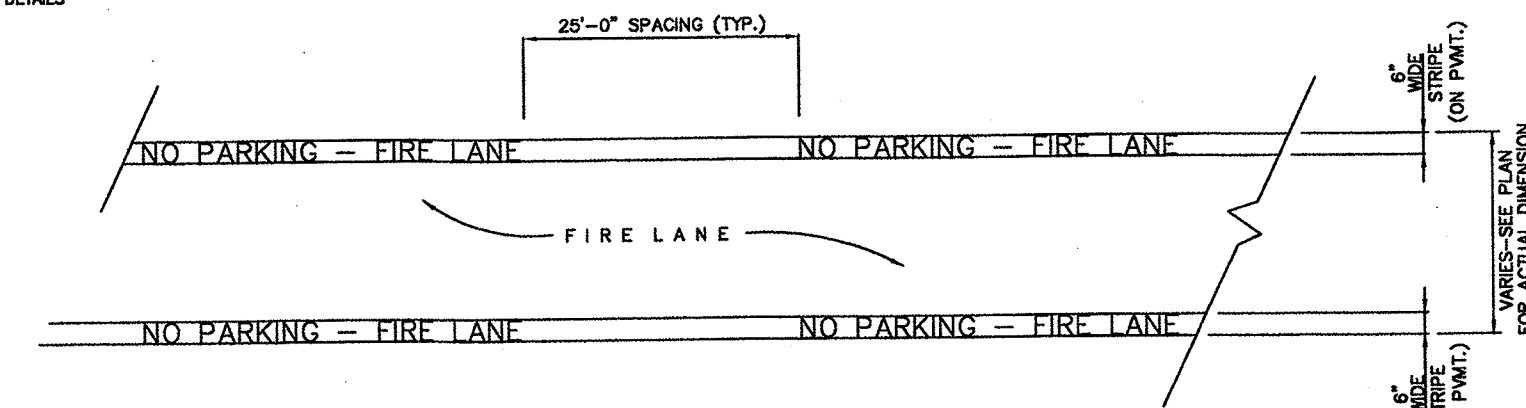 DETAILS
25'-0" SPACING (TYP.)
6"
WIDE
STRIPE
(ON PVMT.)
NO PARKING - FIRE LANE
NO PARKING - FIRE LANE
FIRE LANE
VARIES-SEE PLAN
FOR ACTUAL DIMENSION
NO PARKING - FIRE LANE
NO PARKING - FIRE LANE
6"
WIDE
STRIPE
PVMT.)